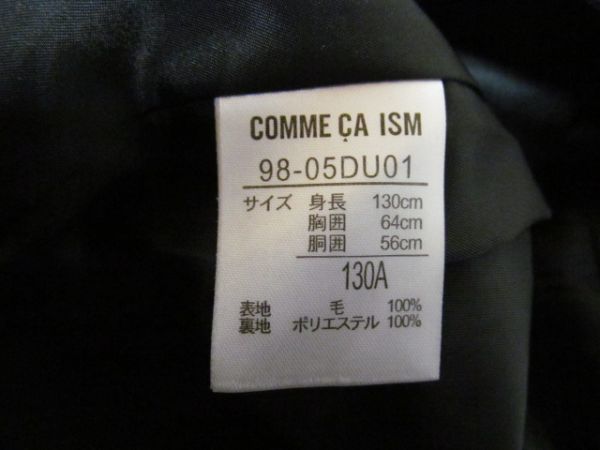 COMME ÇA ISM
98-05DU01
サイズ 身長 130cm
胸囲 64cm
胴囲 56cm
130A
表地 毛 100%
裏地 ポリエステル 100%